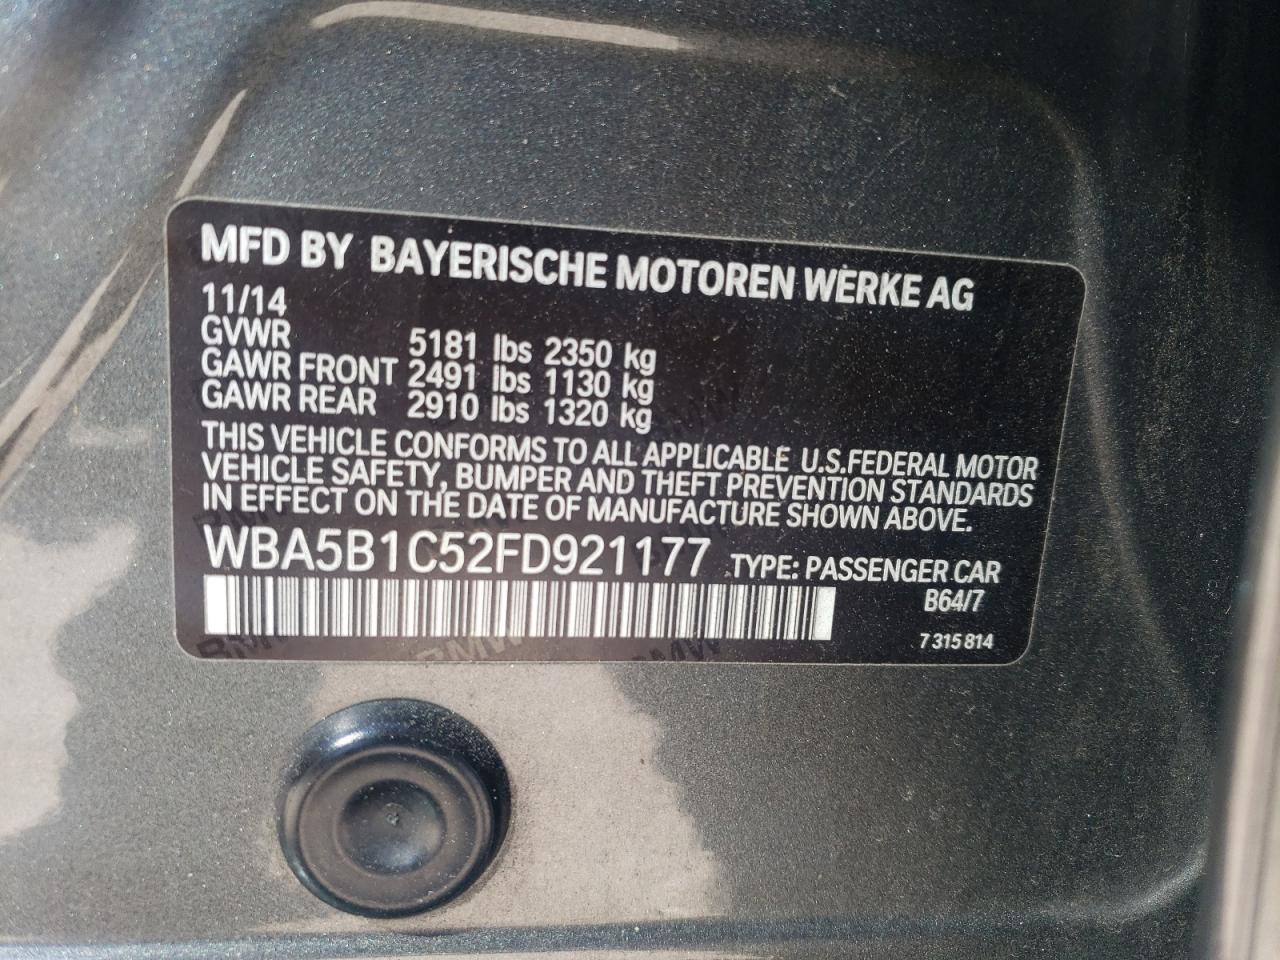 MFD BY BAYERISCHE MOTOREN WERKE AG
11/14
GVWR 5181 lbs 2350 kg
GAWR FRONT 2491 lbs 1130 kg
GAWR REAR 2910 lbs 1320 kg
THIS VEHICLE CONFORMS TO ALL APPLICABLE U.S.FEDERAL MOTOR
VEHICLE SAFETY, BUMPER AND THEFT PREVENTION STANDARDS
IN EFFECT ON THE DATE OF MANUFACTURE SHOWN ABOVE.
WBA5B1C52FD921177 TYPE: PASSENGER CAR
B64/7
7 315 814